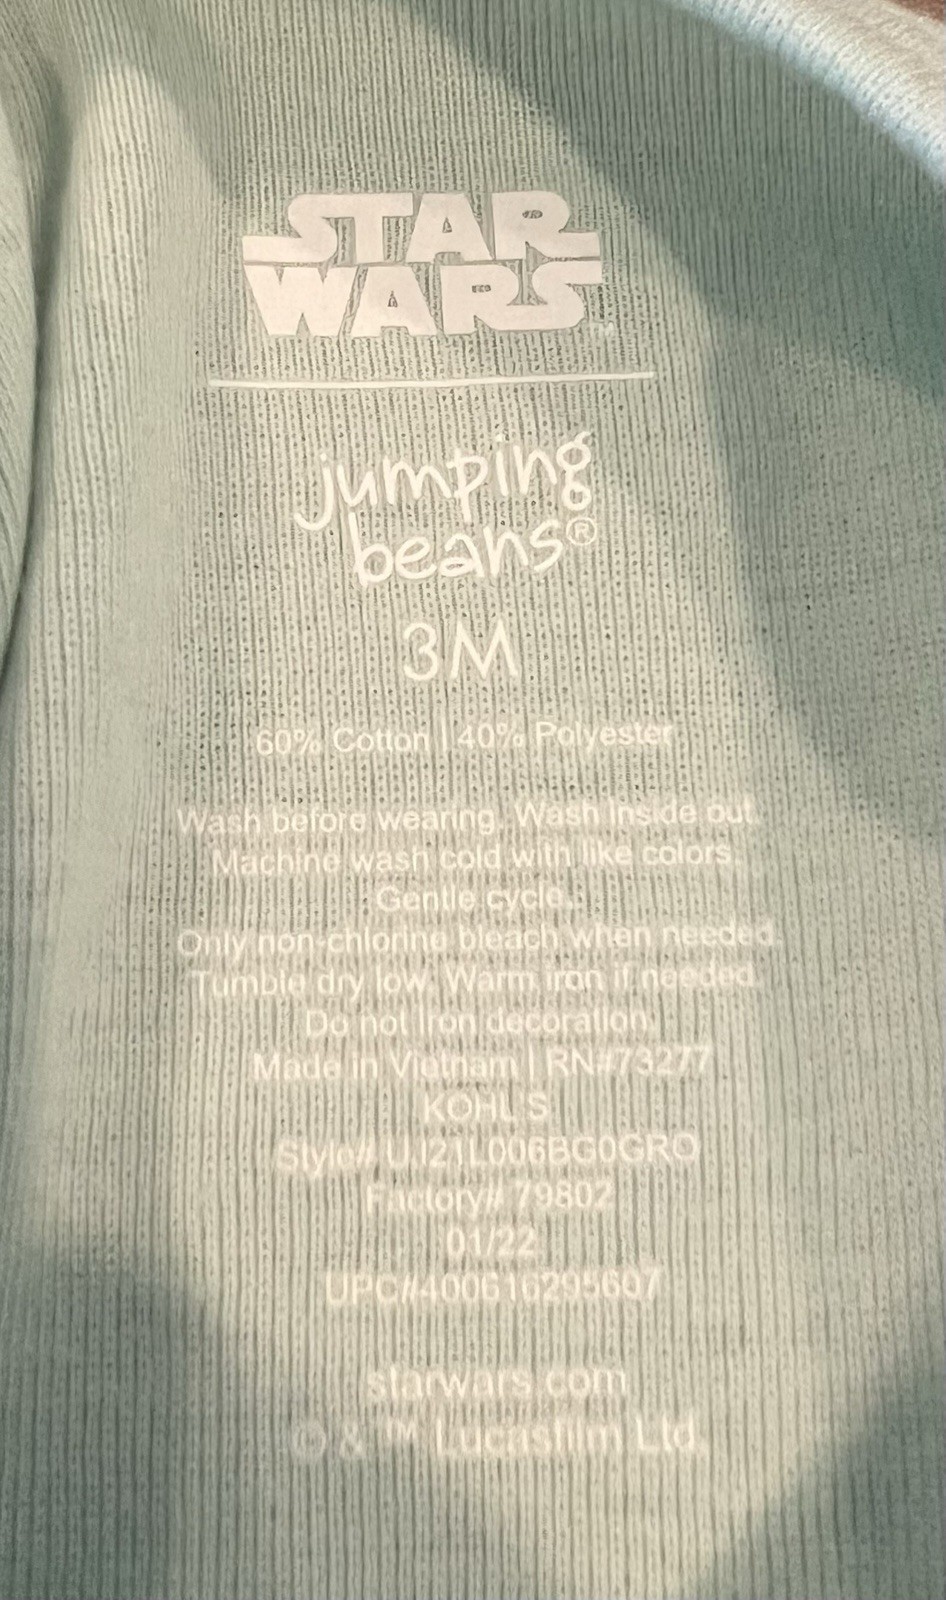 STAR
WARS™
jumping
beans®
3M
60% Cotton | 40% Polyester
Wash before wearing. Wash Inside out.
Machine wash cold with like colors.
Gentle cycle.
Only non-chlorine bleach when needed.
Tumble dry low. Warm iron if needed.
Do not Iron decoration.
Made in Vietnam | RN#73277
KOHL'S
Style# UJ21L006BG0GRO
Factory# 79802
01/22
UPC#400616295607
starwars.com
© & ™ Lucasfilm Ltd.